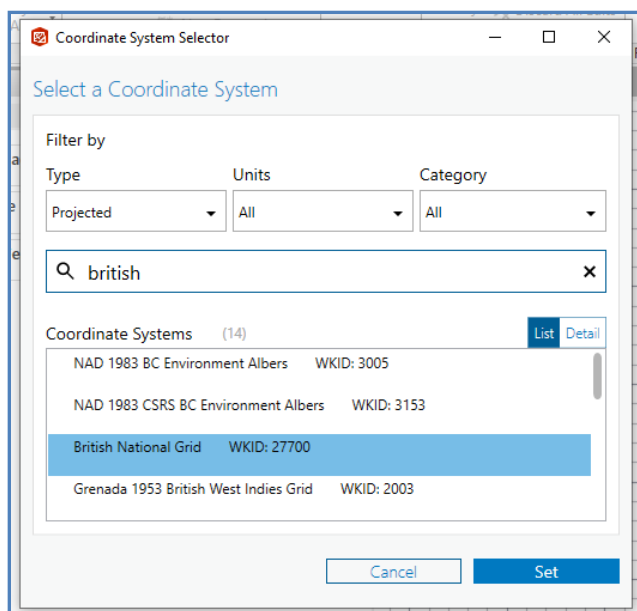 Coordinate System Selector
Select a Coordinate System
Filter by
Type Units Category
Projected All All
british
Coordinate Systems (14) List Detail
NAD 1983 BC Environment Albers WKID: 3005
NAD 1983 CSRS BC Environment Albers WKID: 3153
British National Grid WKID: 27700
Grenada 1953 British West Indies Grid WKID: 2003
Cancel Set